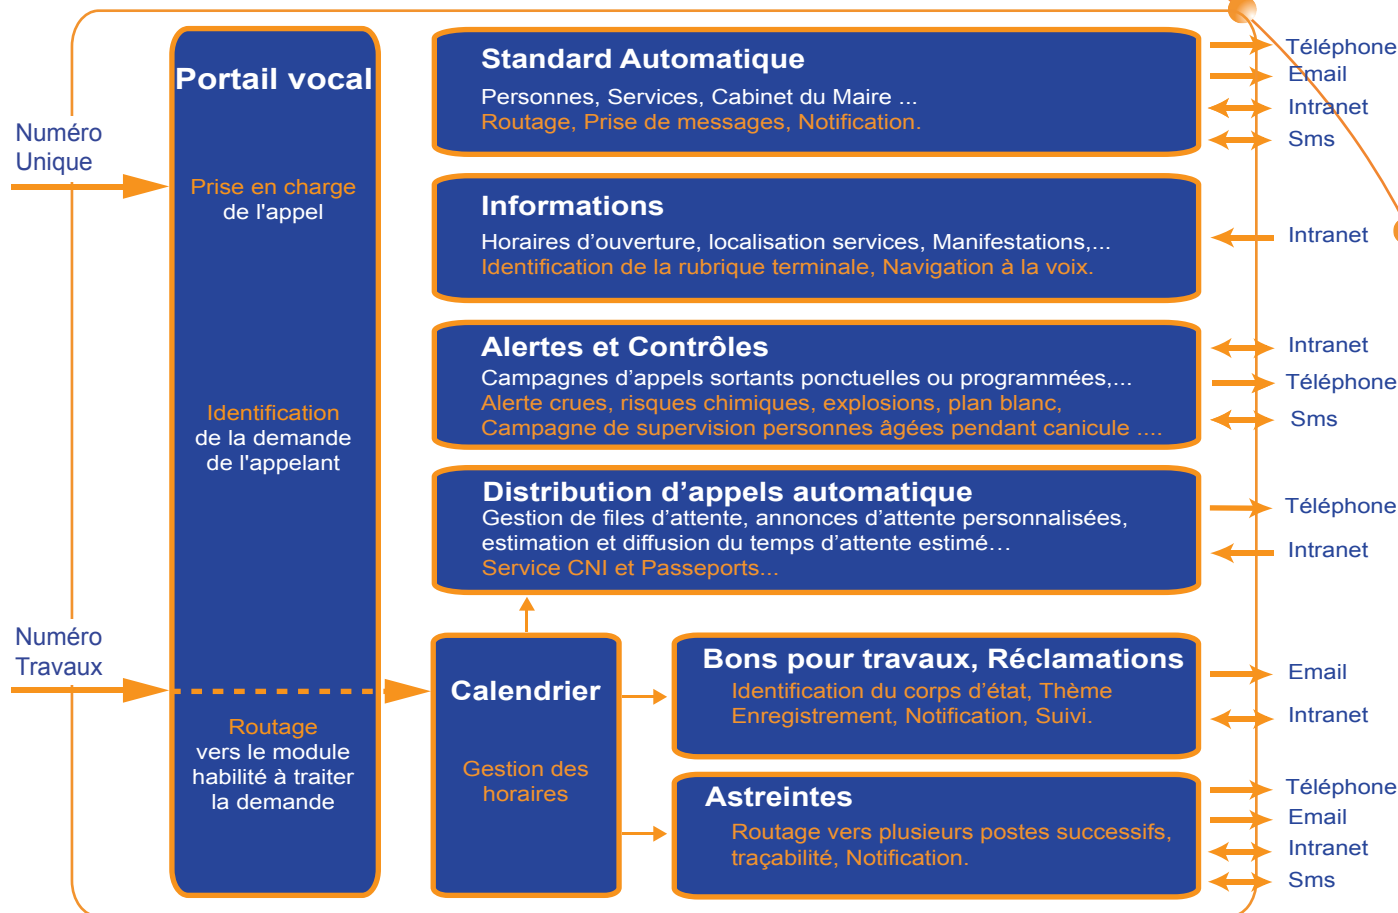 Numéro
Unique
Numéro
Travaux
Portail vocal
Prise en charge
de l'appel
Identification
de la demande
de l'appelant
Routage
vers le module
habilité à traiter
la demande
Standard Automatique
Personnes, Services, Cabinet du Maire ...
Routage, Prise de messages, Notification.
Téléphone
Email
Intranet
Sms
Informations
Horaires d’ouverture, localisation services, Manifestations,...
Identification de la rubrique terminale, Navigation à la voix.
Intranet
Alertes et Contrôles
Campagnes d’appels sortants ponctuelles ou programmées,...
Alerte crues, risques chimiques, explosions, plan blanc,
Campagne de supervision personnes âgées pendant canicule ....
Intranet
Téléphone
Sms
Distribution d’appels automatique
Gestion de files d’attente, annonces d’attente personnalisées,
estimation et diffusion du temps d’attente estimé…
Service CNI et Passeports...
Téléphone
Intranet
Calendrier
Gestion des
horaires
Bons pour travaux, Réclamations
Identification du corps d’état, Thème
Enregistrement, Notification, Suivi.
Email
Intranet
Astreintes
Routage vers plusieurs postes successifs,
traçabilité, Notification.
Téléphone
Email
Intranet
Sms